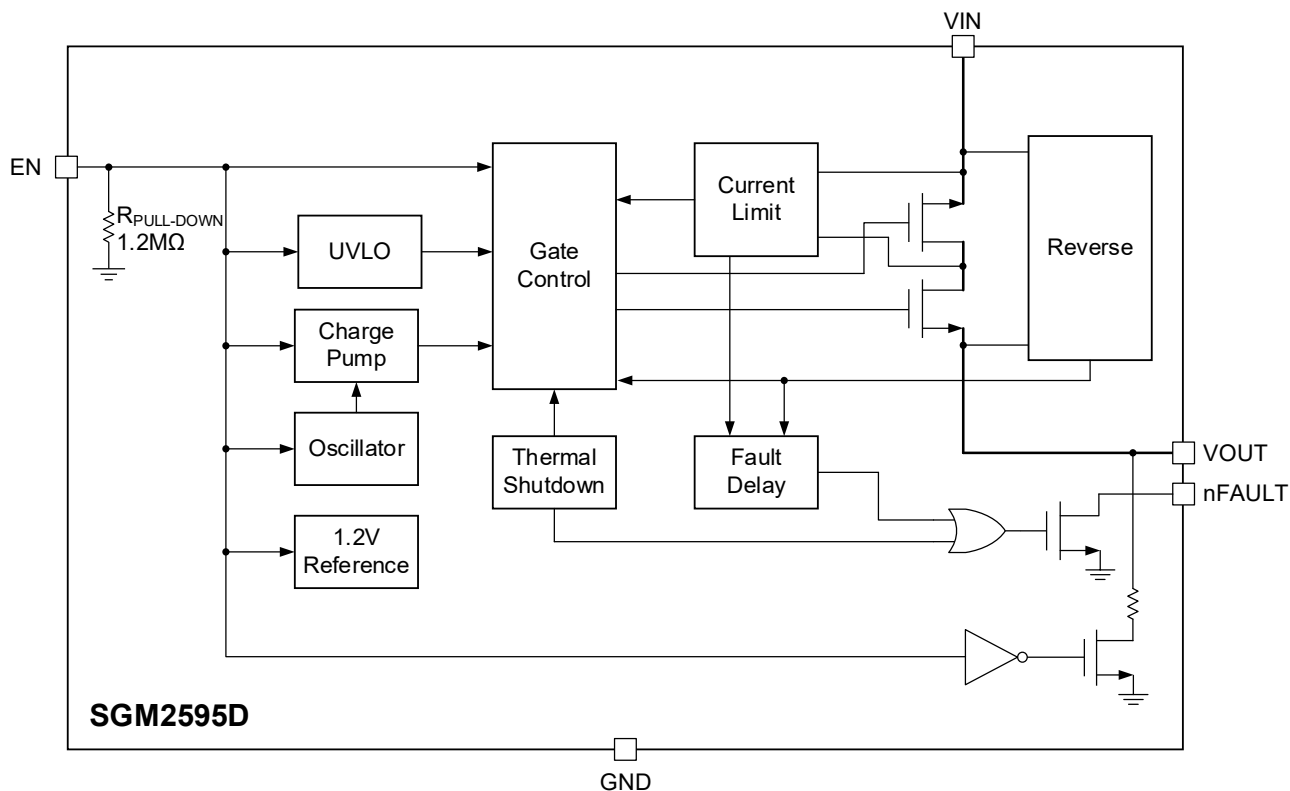 VIN
EN
RPULL-DOWN
1.2MΩ
UVLO
Charge
Pump
Oscillator
1.2V
Reference
Gate
Control
Thermal
Shutdown
Current
Limit
Fault
Delay
Reverse
VOUT
nFAULT
SGM2595D
GND